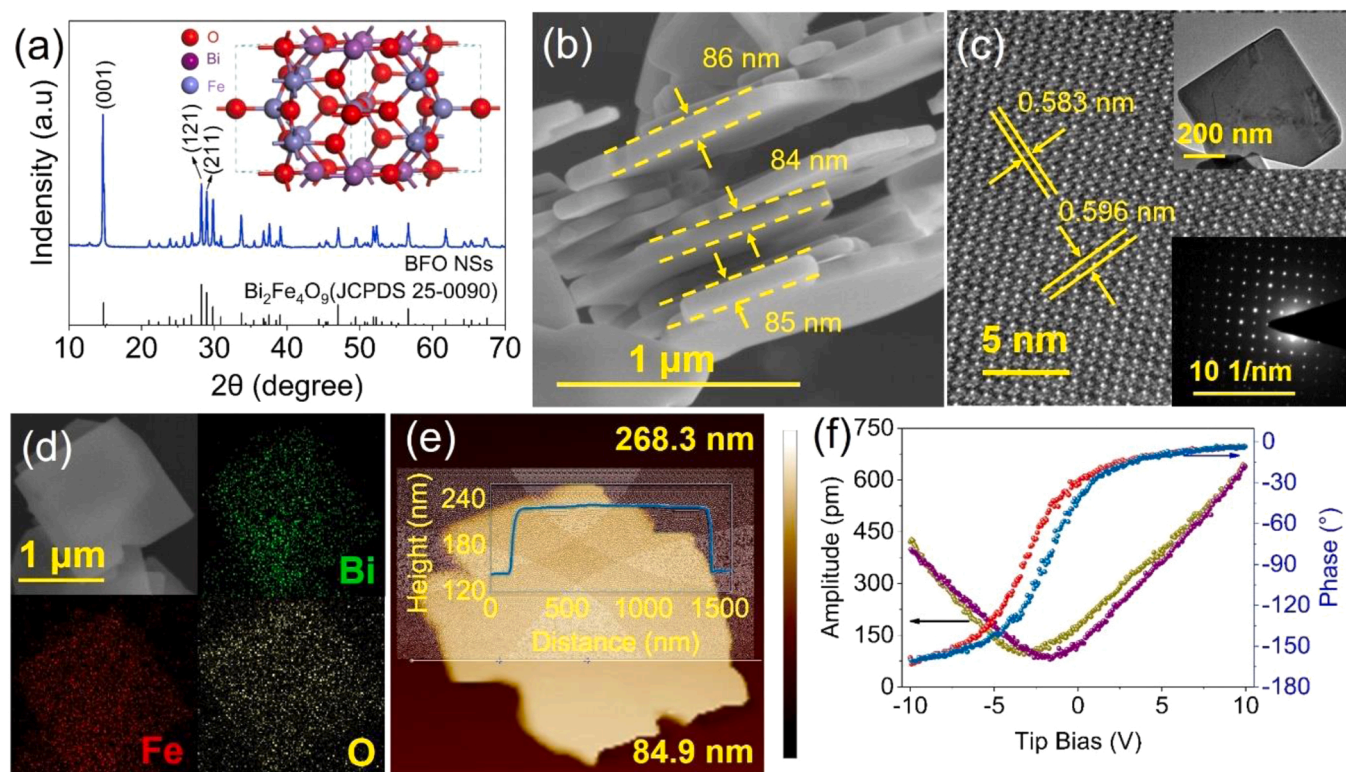 (a)
O
Bi
Fe
(001)
(121)
(211)
Indensity (a.u)
BFO NSs
Bi₂Fe₄O₉(JCPDS 25-0090)
10 20 30 40 50 60 70
2θ (degree)
(b)
86 nm
84 nm
85 nm
1 μm
(c)
0.583 nm
0.596 nm
5 nm
200 nm
10 1/nm
(d)
1 μm
Bi
Fe
O
(e)
268.3 nm
Height (nm)
240
180
120
0 500 1000 1500
Distance (nm)
84.9 nm
(f)
Amplitude (pm)
750
600
450
300
150
0
-10 -5 0 5 10
Tip Bias (V)
0
-30
-60
-90
-120
-150
-180
Phase (°)